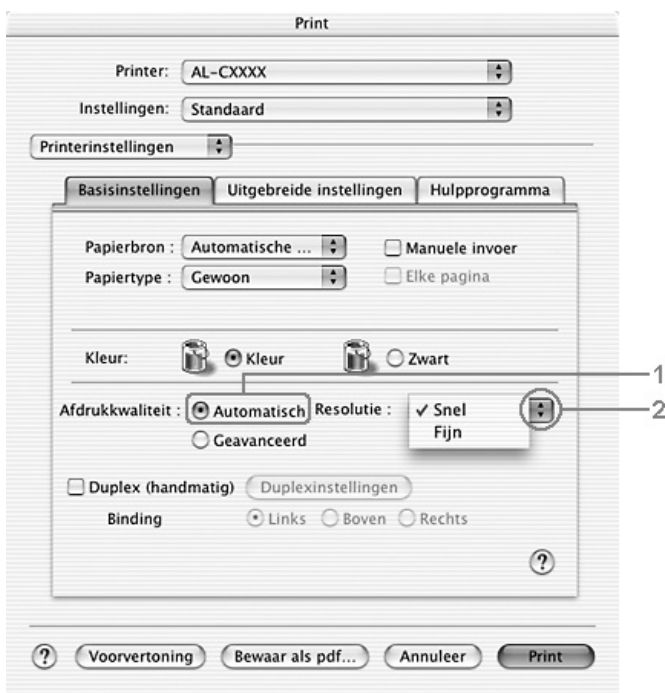 Print
Printer: AL-CXXXX
Instellingen: Standaard
Printerinstellingen
Basisinstellingen Uitgebreide instellingen Hulpprogramma
Papierbron : Automatische ... Manuele invoer
Papiertype : Gewoon Elke pagina
Kleur: Kleur Zwart
1
Afdrukkwaliteit : Automatisch Resolutie : ✓ Snel 2
Geavanceerd Fijn
Duplex (handmatig) Duplexinstellingen
Binding Links Boven Rechts
?
? Voorvertoning Bewaar als pdf... Annuleer Print